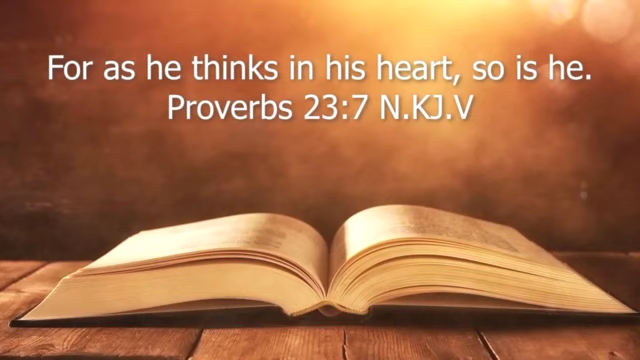 For as he thinks in his heart, so is he.
Proverbs 23:7 N.KJ.V